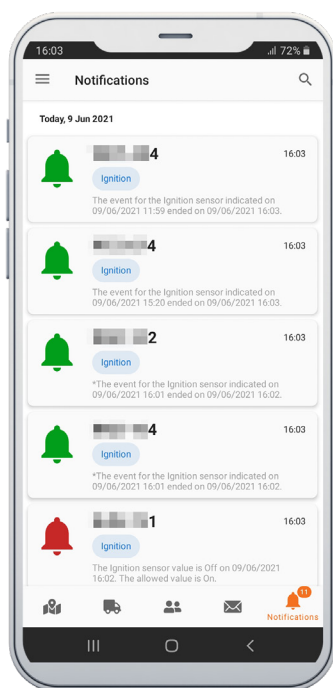 16:03
72%
Notifications
Today, 9 Jun 2021
4
16:03
Ignition
The event for the Ignition sensor indicated on
09/06/2021 11:59 ended on 09/06/2021 16:03.
4
16:03
Ignition
The event for the Ignition sensor indicated on
09/06/2021 15:20 ended on 09/06/2021 16:03.
2
16:03
Ignition
*The event for the Ignition sensor indicated on
09/06/2021 16:01 ended on 09/06/2021 16:02.
4
16:03
Ignition
*The event for the Ignition sensor indicated on
09/06/2021 16:01 ended on 09/06/2021 16:02.
1
16:03
Ignition
The Ignition sensor value is Off on 09/06/2021
16:02. The allowed value is On.
11
Notifications